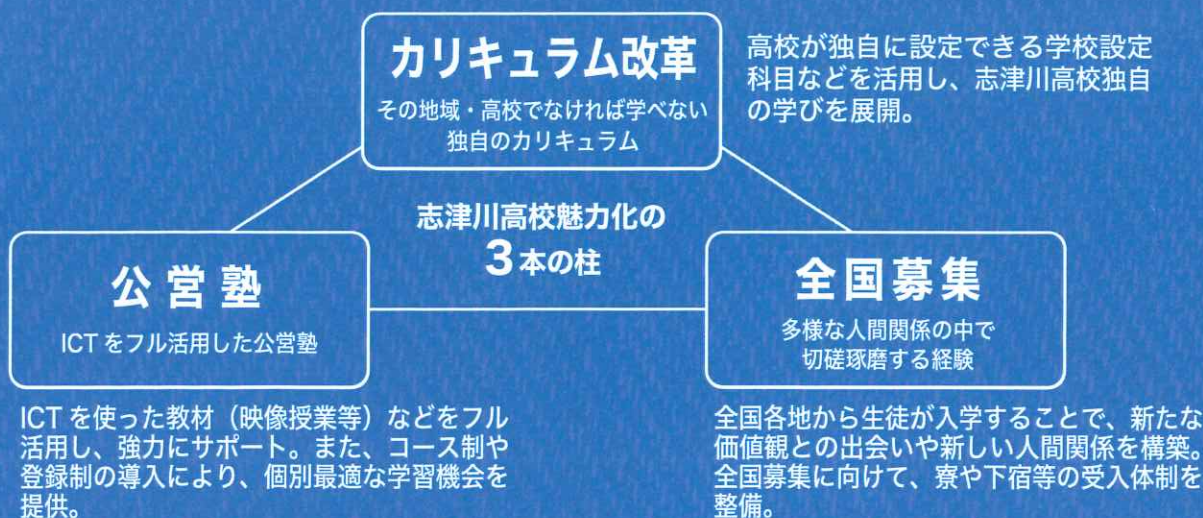 カリキュラム改革
その地域・高校でなければ学べない
独自のカリキュラム
高校が独自に設定できる学校設定
科目などを活用し、志津川高校独自
の学びを展開。
志津川高校魅力化の
3本の柱
公営塾
ICTをフル活用した公営塾
ICTを使った教材（映像授業等）などをフル
活用し、強力にサポート。また、コース制や
登録制の導入により、個別最適な学習機会を
提供。
全国募集
多様な人間関係の中で
切磋琢磨する経験
全国各地から生徒が入学することで、新たな
価値観との出会いや新しい人間関係を構築。
全国募集に向けて、寮や下宿等の受入体制を
整備。